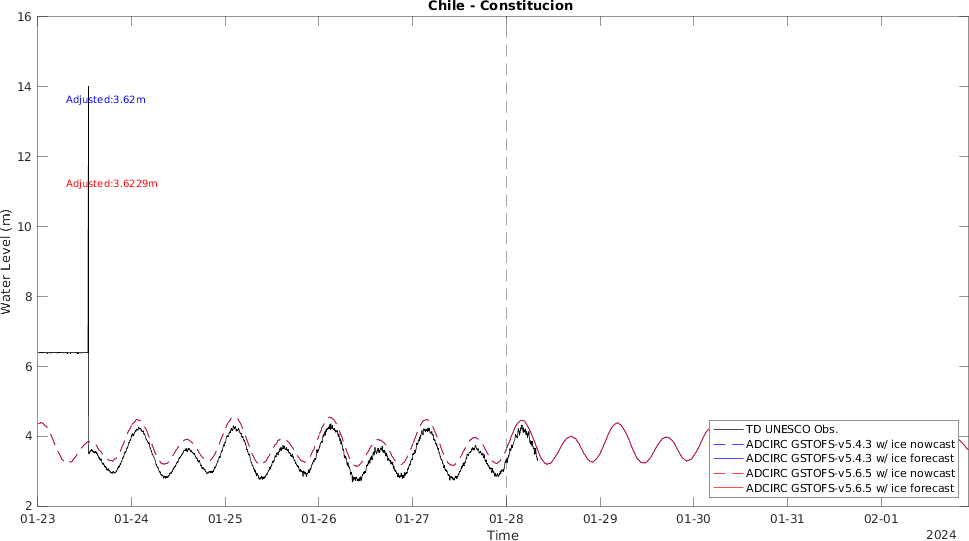 Chile - Constitucion
16
14
12
10
8
6
4
2
Water Level (m)
Adjusted:3.62m
Adjusted:3.6229m
TD UNESCO Obs.
ADCIRC GSTOFS-v5.4.3 w/ ice nowcast
ADCIRC GSTOFS-v5.4.3 w/ ice forecast
ADCIRC GSTOFS-v5.6.5 w/ ice nowcast
ADCIRC GSTOFS-v5.6.5 w/ ice forecast
01-23 01-24 01-25 01-26 01-27 01-28 01-29 01-30 01-31 02-01
Time
2024